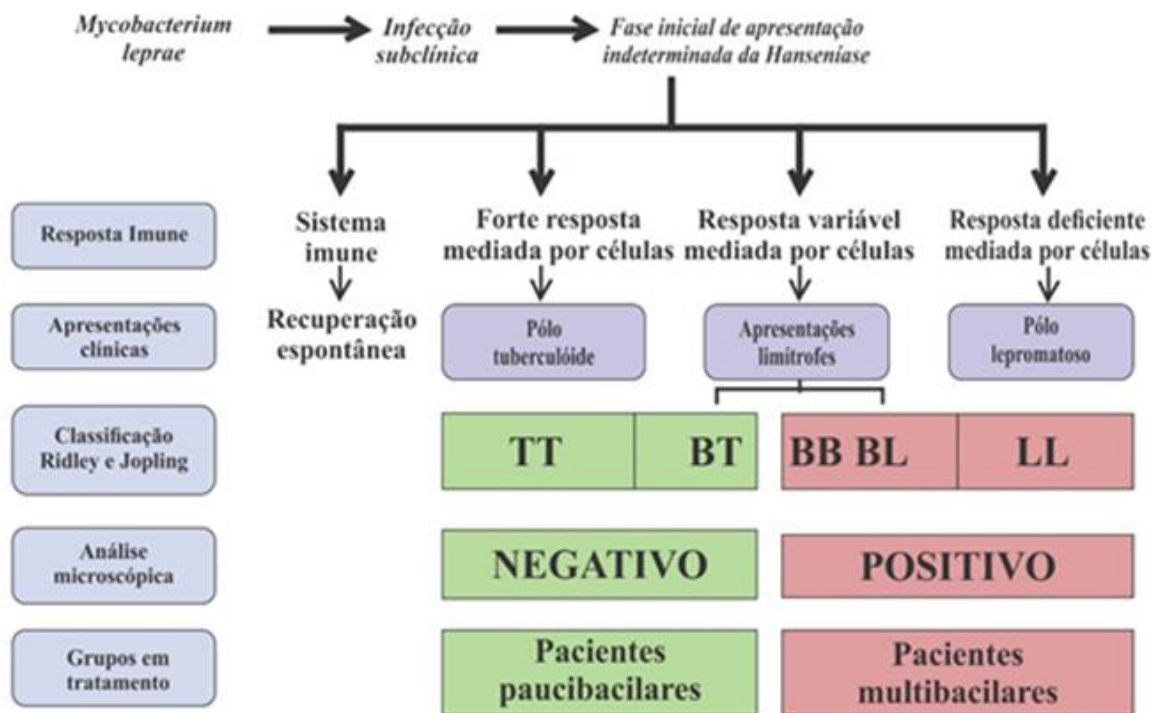 Mycobacterium
leprae
Infecção
subclínica
Fase inicial de apresentação
indeterminada da Hanseníase
Resposta Imune
Sistema
imune
Forte resposta
mediada por células
Resposta variável
mediada por células
Resposta deficiente
mediada por células
Apresentações
clínicas
Recuperação
espontânea
Pólo
tuberculóide
Apresentações
limítrofes
Pólo
lepromatoso
Classificação
Ridley e Jopling
TT
BT
BB BL
LL
Análise
microscópica
NEGATIVO
POSITIVO
Grupos em
tratamento
Pacientes
paucibacilares
Pacientes
multibacilares